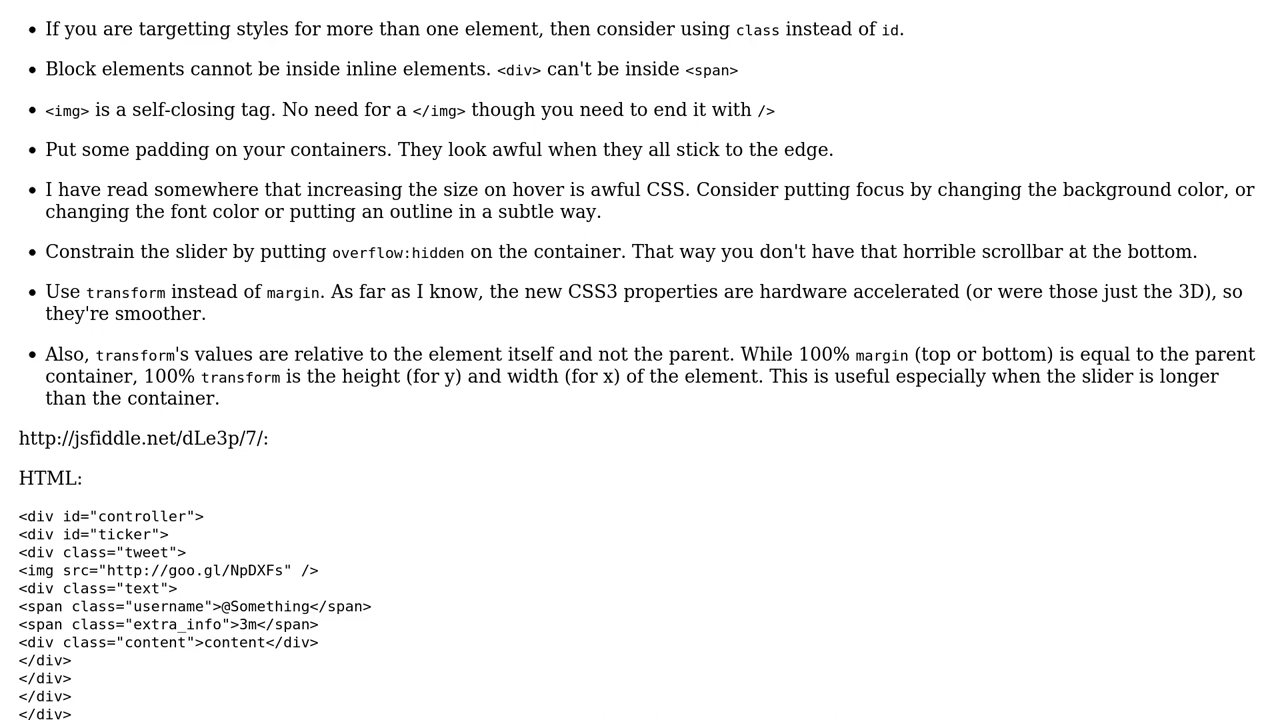 • If you are targetting styles for more than one element, then consider using class instead of id.
• Block elements cannot be inside inline elements. <div> can't be inside <span>
• <img> is a self-closing tag. No need for a </img> though you need to end it with />
• Put some padding on your containers. They look awful when they all stick to the edge.
• I have read somewhere that increasing the size on hover is awful CSS. Consider putting focus by changing the background color, or
changing the font color or putting an outline in a subtle way.
• Constrain the slider by putting overflow:hidden on the container. That way you don't have that horrible scrollbar at the bottom.
• Use transform instead of margin. As far as I know, the new CSS3 properties are hardware accelerated (or were those just the 3D), so
they're smoother.
• Also, transform's values are relative to the element itself and not the parent. While 100% margin (top or bottom) is equal to the parent
container, 100% transform is the height (for y) and width (for x) of the element. This is useful especially when the slider is longer
than the container.
http://jsfiddle.net/dLe3p/7/:
HTML:
<div id="controller">
<div id="ticker">
<div class="tweet">
<img src="http://goo.gl/NpDXFs" />
<div class="text">
<span class="username">@Something</span>
<span class="extra_info">3m</span>
<div class="content">content</div>
</div>
</div>
</div>
</div>